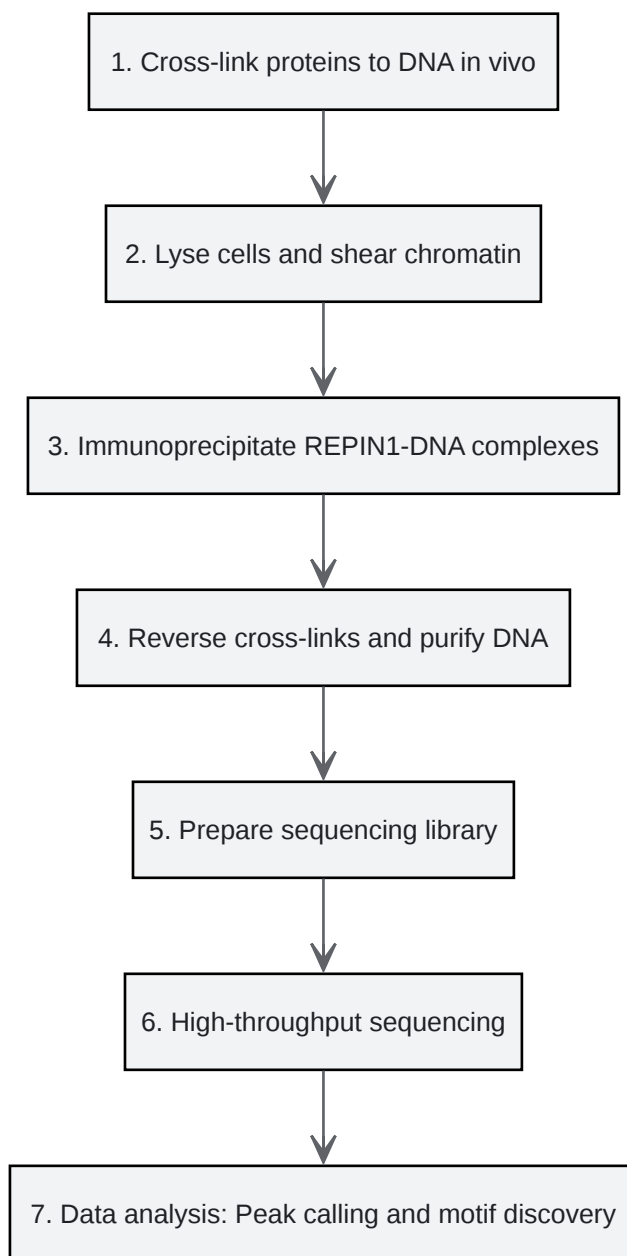 1. Cross-link proteins to DNA in vivo
2. Lyse cells and shear chromatin
3. Immunoprecipitate REPIN1-DNA complexes
4. Reverse cross-links and purify DNA
5. Prepare sequencing library
6. High-throughput sequencing
7. Data analysis: Peak calling and motif discovery